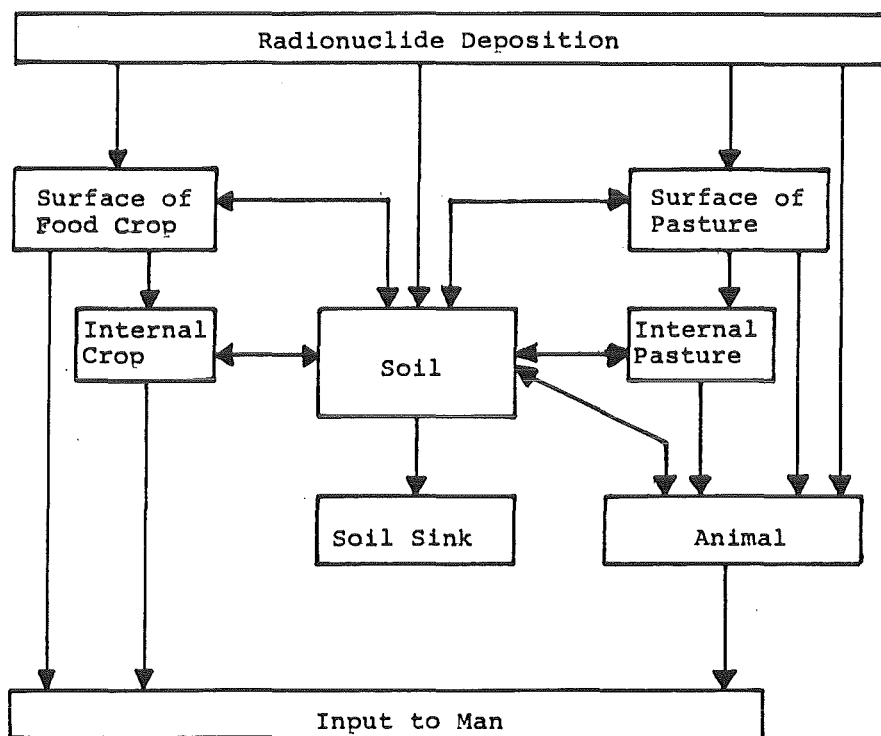 Radionuclide Deposition
Surface of
Food Crop
Surface of
Pasture
Internal
Crop
Soil
Internal
Pasture
Soil Sink
Animal
Input to Man